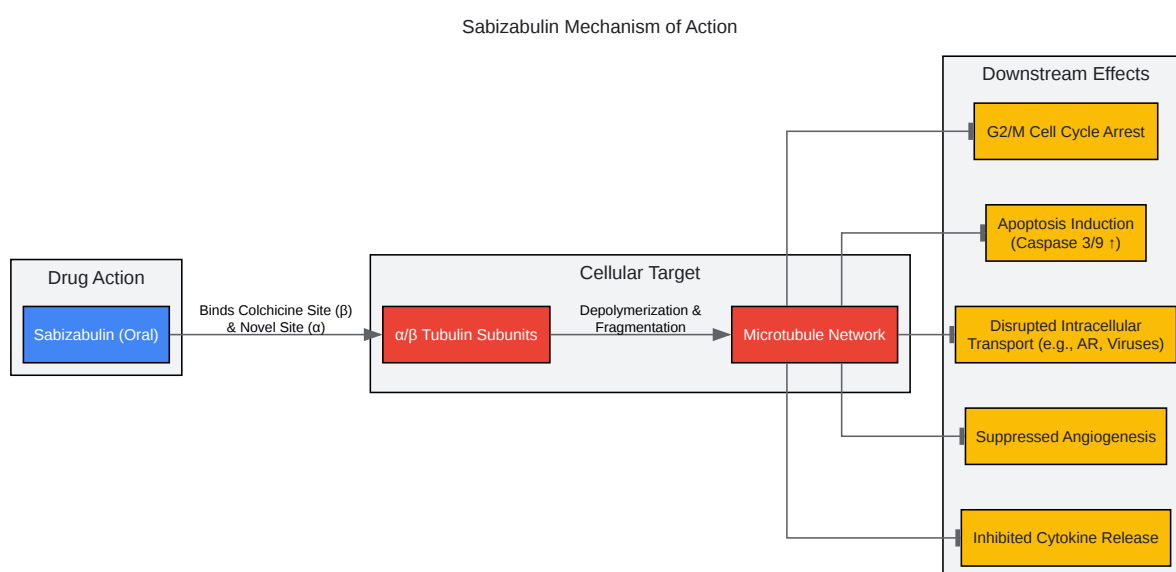 Sabizabulin Mechanism of Action
Drug Action
Sabizabulin (Oral)
Binds Colchicine Site (β)
& Novel Site (α)
Cellular Target
α/β Tubulin Subunits
Depolymerization &
Fragmentation
Microtubule Network
Downstream Effects
G2/M Cell Cycle Arrest
Apoptosis Induction
(Caspase 3/9 ↑)
Disrupted Intracellular
Transport (e.g., AR, Viruses)
Suppressed Angiogenesis
Inhibited Cytokine Release